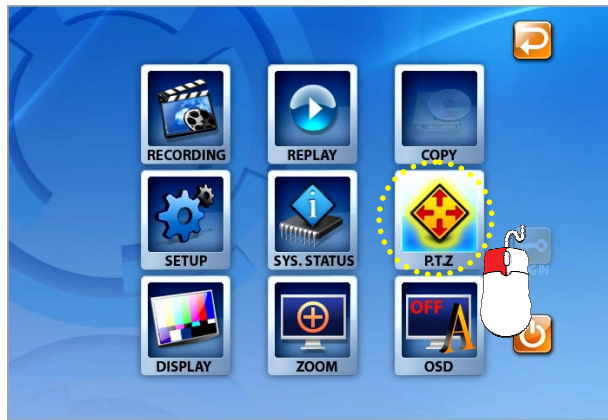 RECORDING REPLAY COPY
SETUP SYS. STATUS P.T.Z
OFF A
DISPLAY ZOOM OSD